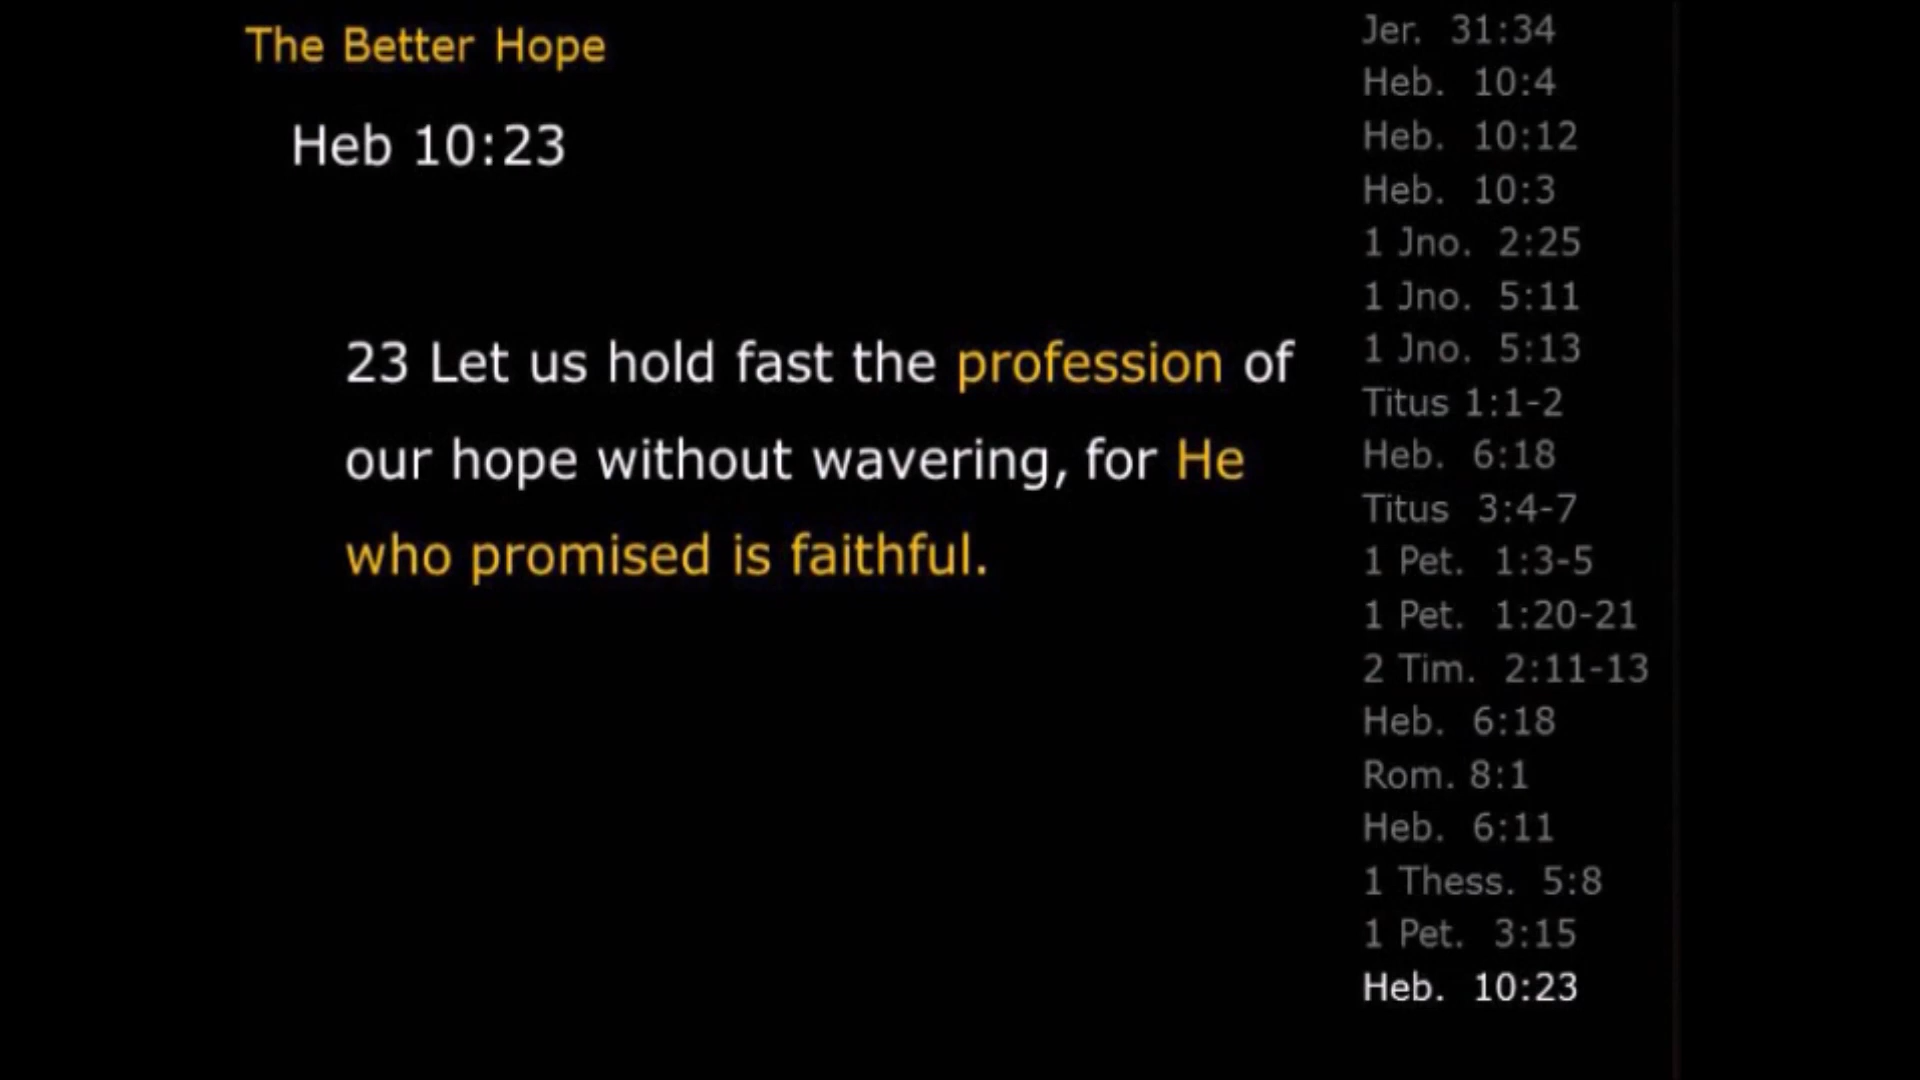 The Better Hope
Heb 10:23
23 Let us hold fast the profession of
our hope without wavering, for He
who promised is faithful.
Jer. 31:34
Heb. 10:4
Heb. 10:12
Heb. 10:3
1 Jno. 2:25
1 Jno. 5:11
1 Jno. 5:13
Titus 1:1-2
Heb. 6:18
Titus 3:4-7
1 Pet. 1:3-5
1 Pet. 1:20-21
2 Tim. 2:11-13
Heb. 6:18
Rom. 8:1
Heb. 6:11
1 Thess. 5:8
1 Pet. 3:15
Heb. 10:23